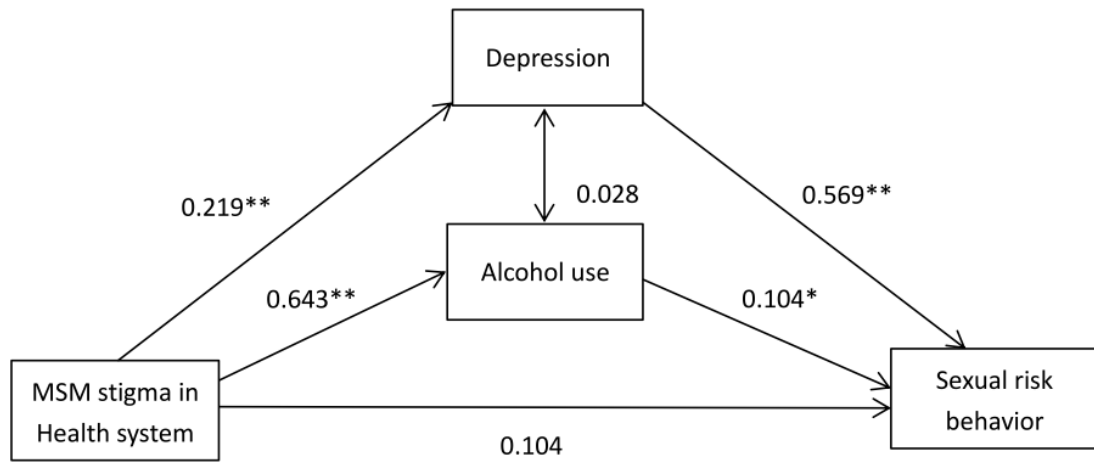 Depression
0.219**
0.028
0.569**
Alcohol use
0.643**
0.104*
MSM stigma in
Health system
Sexual risk
behavior
0.104